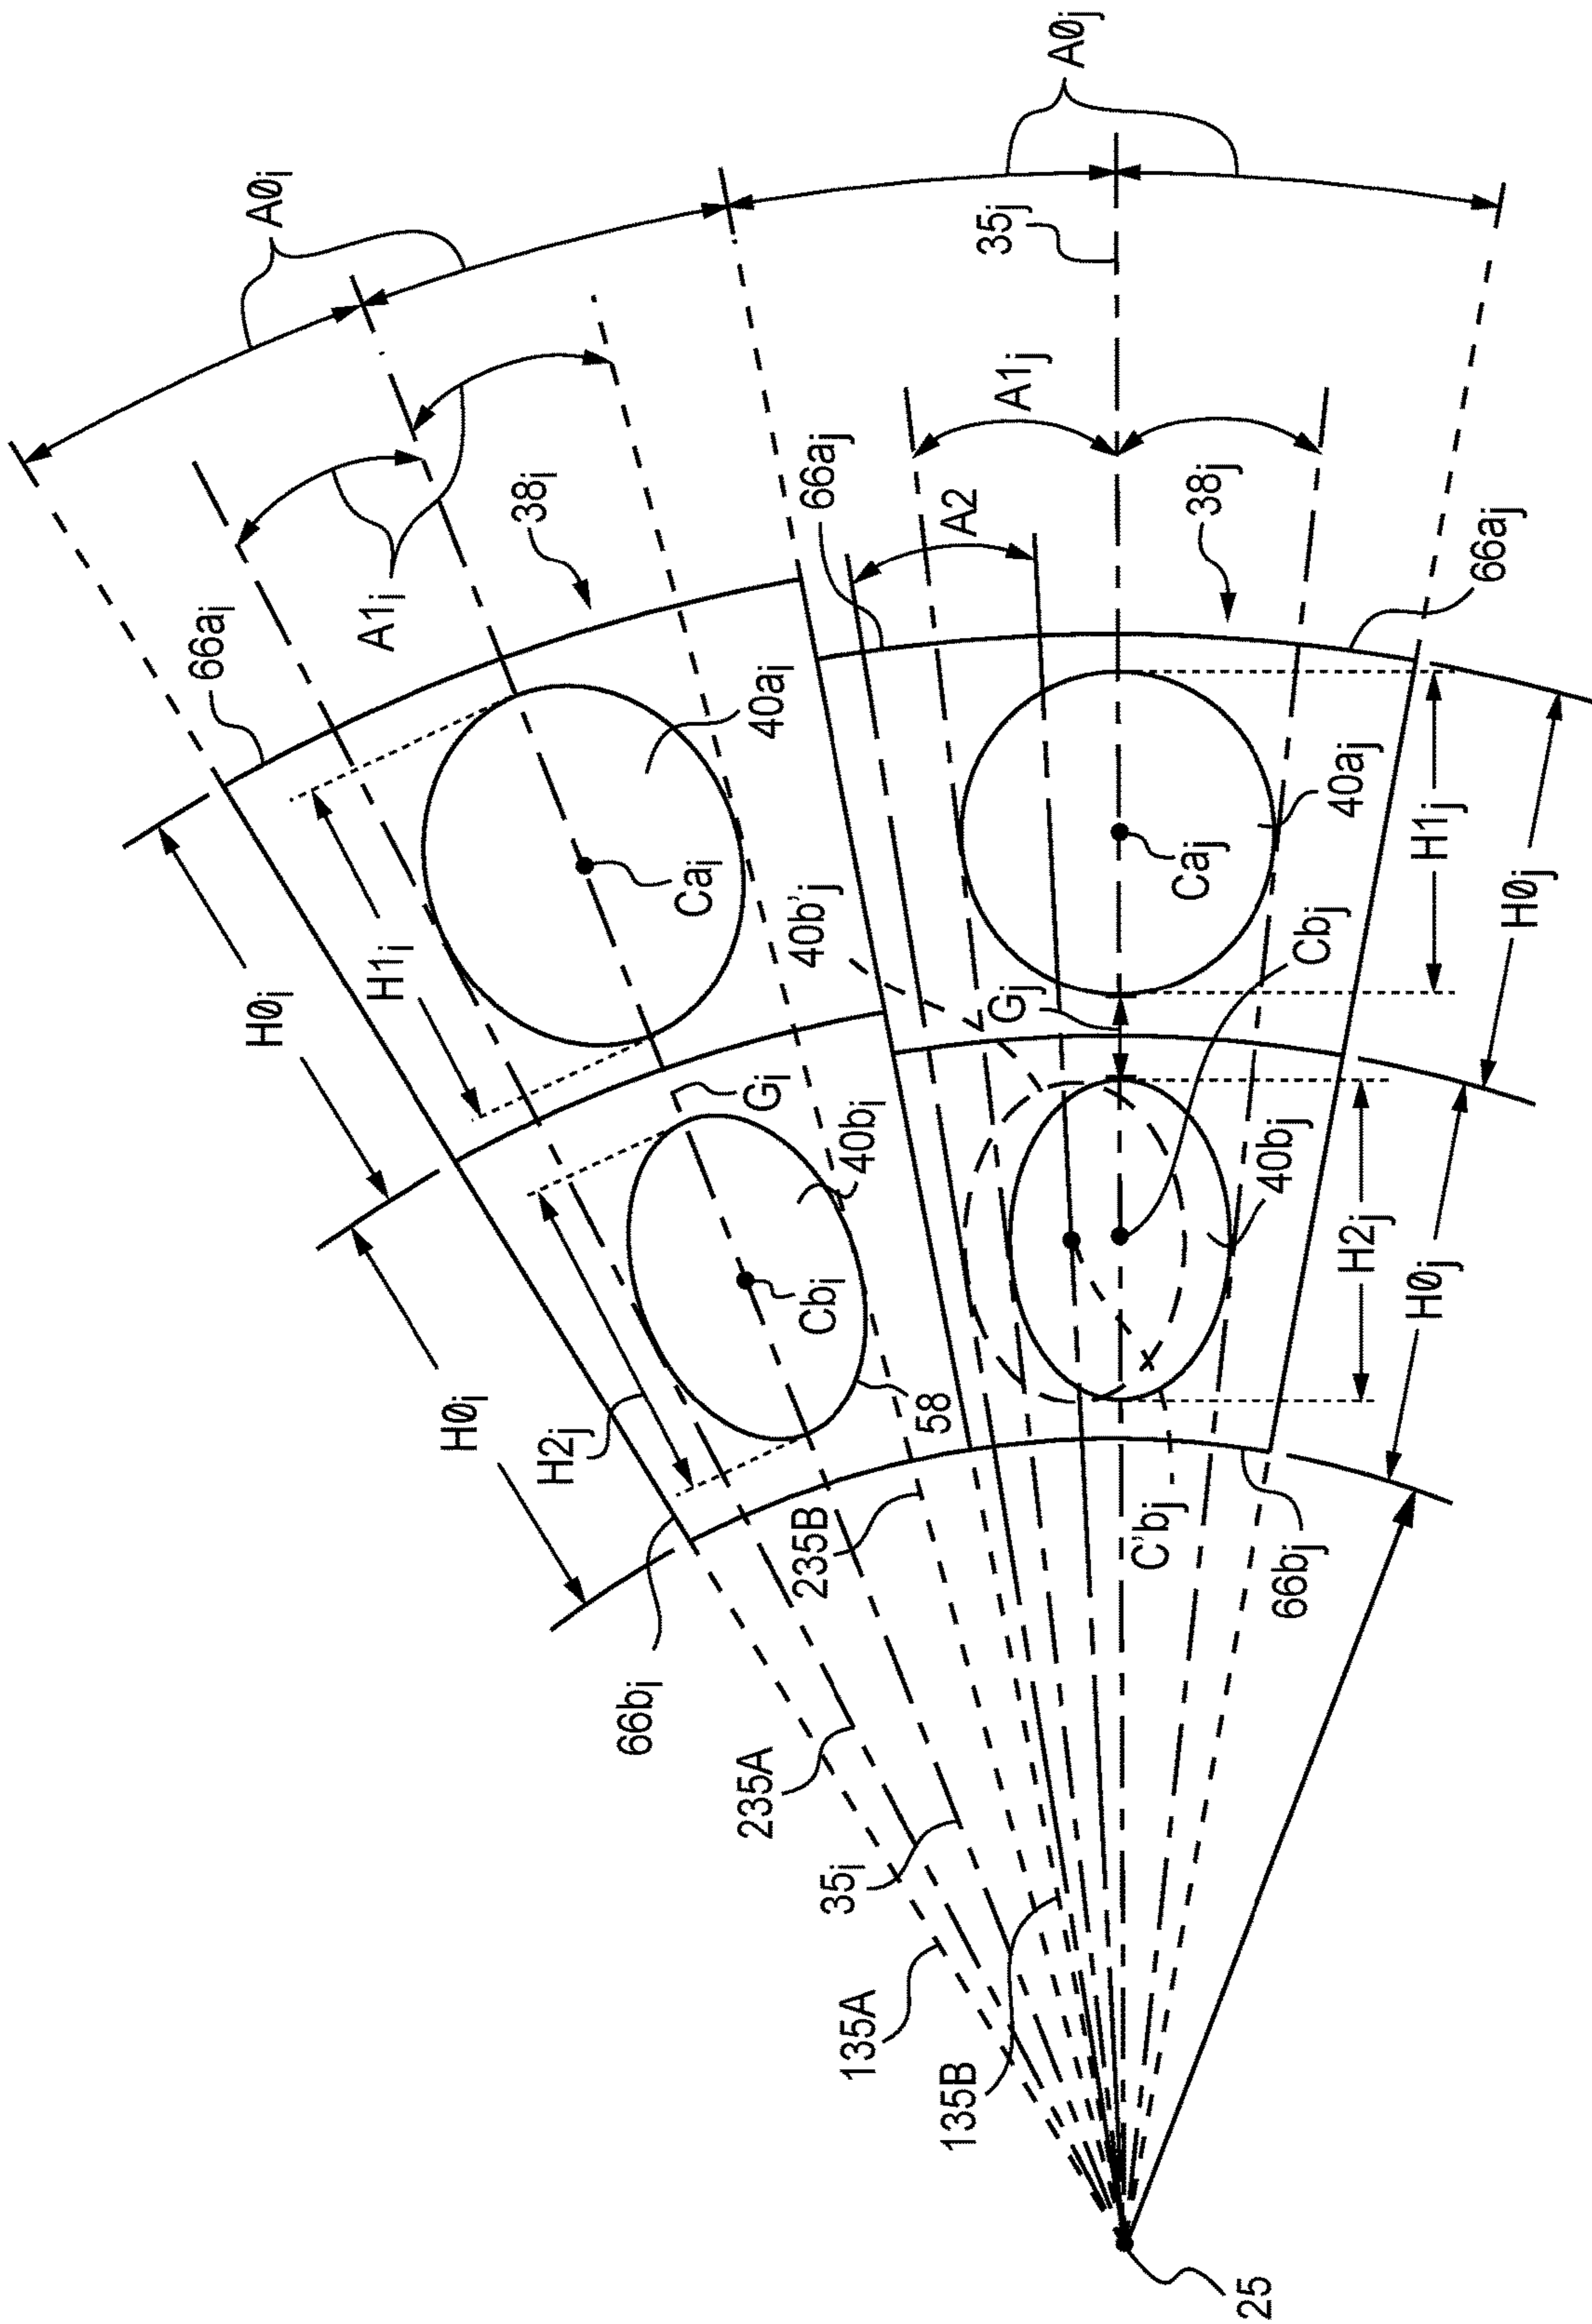 A0i
A0j
A1i
35j
A1j
66ai
38i
66aj
A2
38j
66aj
40ai
Cai
40b'j
H1i
H0i
Gj
Caj
40aj
H1j
H0j
Cbj
Gi
40bi
Cbi
H2j
H0i
58
40bj
H2j
H0j
235B
C'bj
66bj
66bi
235A
35i
135A
135B
25